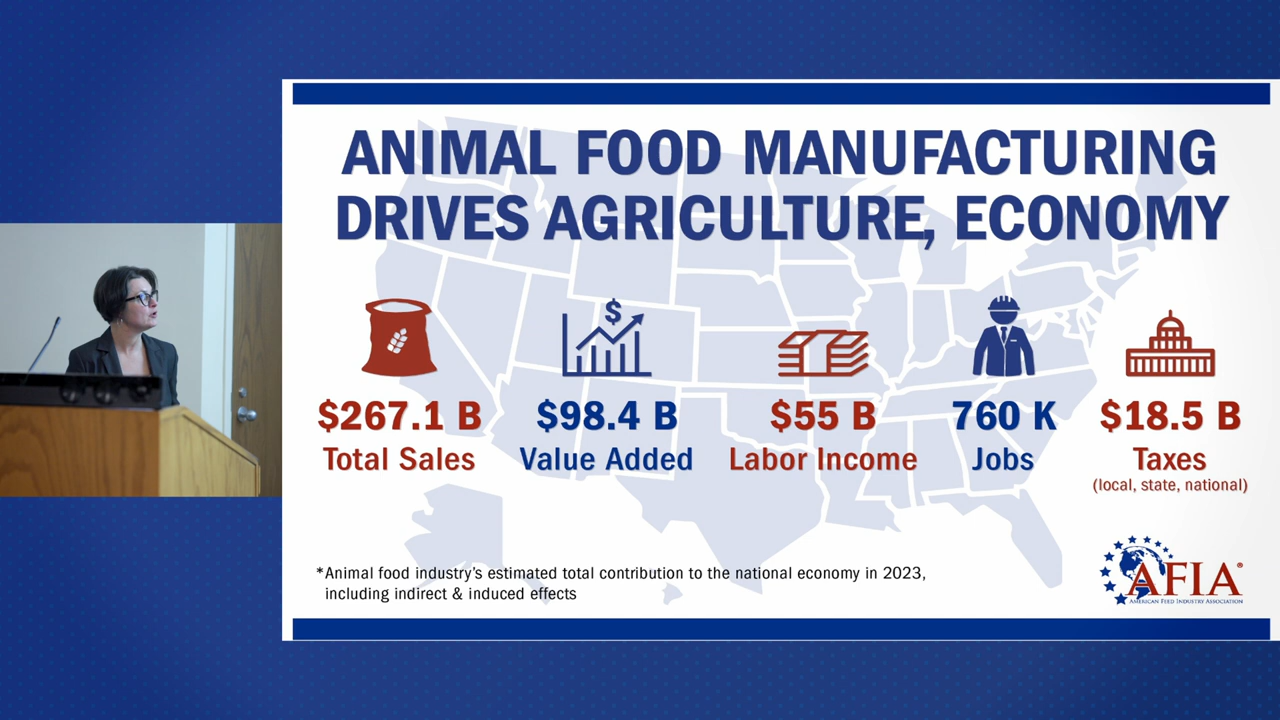 ANIMAL FOOD MANUFACTURING
DRIVES AGRICULTURE, ECONOMY
$
$267.1 B
Total Sales
$98.4 B
Value Added
$55 B
Labor Income
760 K
Jobs
$18.5 B
Taxes
(local, state, national)
*Animal food industry's estimated total contribution to the national economy in 2023,
including indirect & induced effects
AFIA®
AMERICAN FEED INDUSTRY ASSOCIATION